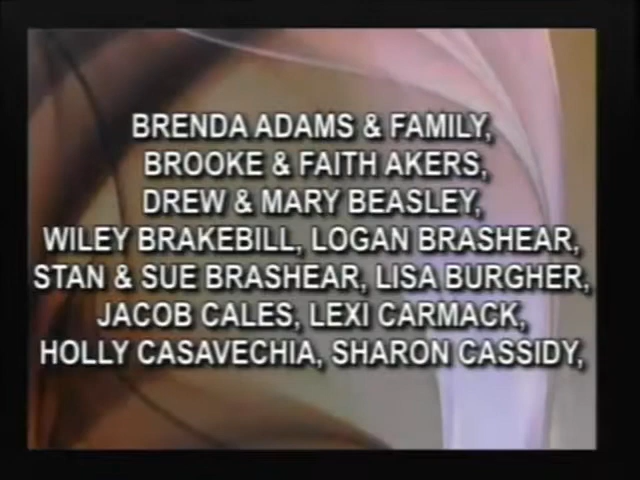 BRENDA ADAMS & FAMILY,
BROOKE & FAITH AKERS,
DREW & MARY BEASLEY,
WILEY BRAKEBILL, LOGAN BRASHEAR,
STAN & SUE BRASHEAR, LISA BURGHER,
JACOB CALES, LEXI CARMACK,
HOLLY CASAVECHIA, SHARON CASSIDY,